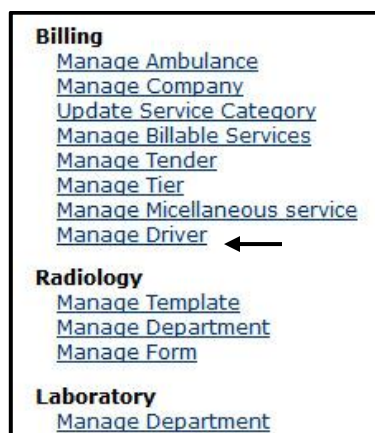 Billing
Manage Ambulance
Manage Company
Update Service Category
Manage Billable Services
Manage Tender
Manage Tier
Manage Micellaneous service
Manage Driver
Radiology
Manage Template
Manage Department
Manage Form
Laboratory
Manage Department